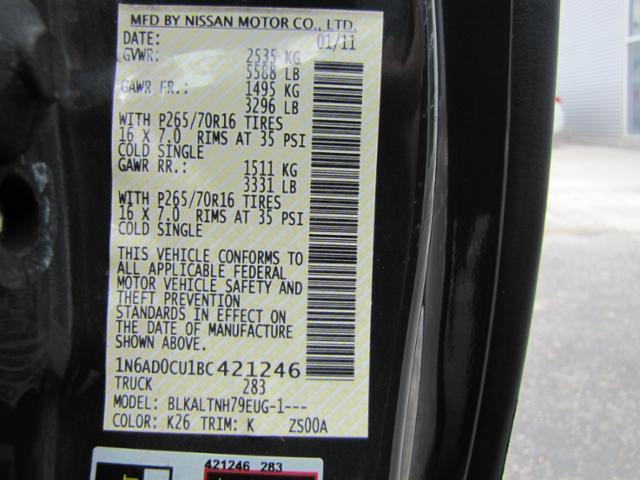 MFD BY NISSAN MOTOR CO., LTD.
DATE: 01/11
GVWR: 2535 KG
5588 LB
GAWR FR.: 1495 KG
3296 LB
WITH P265/70R16 TIRES
16 X 7.0 RIMS AT 35 PSI
COLD SINGLE
GAWR RR.: 1511 KG
3331 LB
WITH P265/70R16 TIRES
16 X 7.0 RIMS AT 35 PSI
COLD SINGLE
THIS VEHICLE CONFORMS TO
ALL APPLICABLE FEDERAL
MOTOR VEHICLE SAFETY AND
THEFT PREVENTION
STANDARDS IN EFFECT ON
THE DATE OF MANUFACTURE
SHOWN ABOVE.
1N6AD0CU1BC421246
TRUCK 283
MODEL: BLKALTNH79EUG-1---
COLOR: K26 TRIM: K ZS00A
421246 283